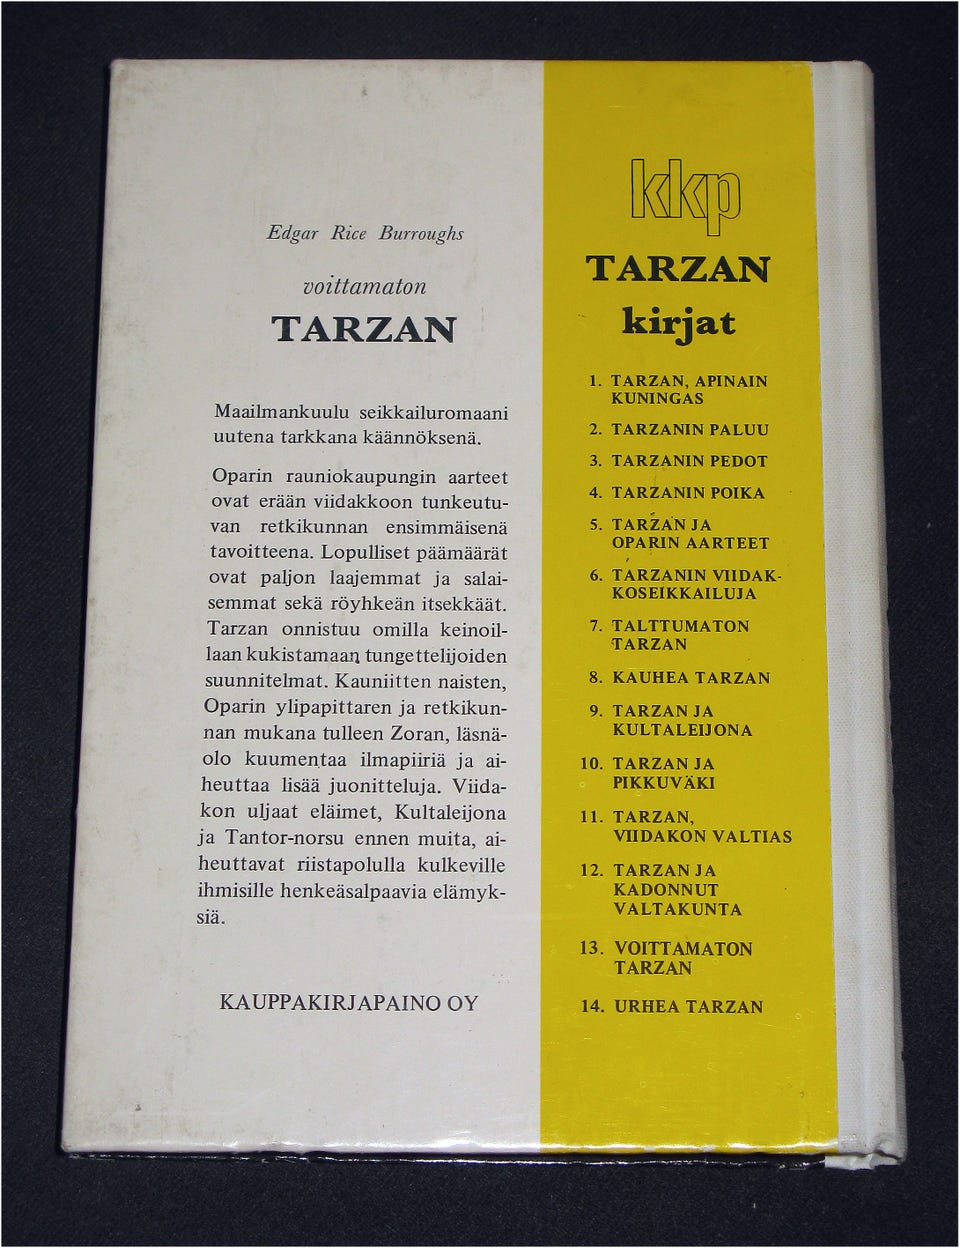 Edgar Rice Burroughs
voittamaton
TARZAN
Maailmankuulu seikkailuromaani
uutena tarkkana käännöksenä.
Oparin rauniokaupungin aarteet
ovat erään viidakkoon tunkeutu-
van retkikunnan ensimmäisenä
tavoitteena. Lopulliset päämäärät
ovat paljon laajemmat ja salai-
semmat sekä röyhkeän itsekkäät.
Tarzan onnistuu omilla keinoil-
laan kukistamaan tungettelijoiden
suunnitelmat. Kauniitten naisten,
Oparin ylipapittaren ja retkikun-
nan mukana tulleen Zoran, läsnä-
olo kuumentaa ilmapiiriä ja ai-
heuttaa lisää juonitteluja. Viida-
kon uljaat eläimet, Kultaleijona
ja Tantor-norsu ennen muita, ai-
heuttavat riistapolulla kulkeville
ihmisille henkeäsalpaavia elämyk-
siä.
KAUPPAKIRJAPAINO OY
kkp
TARZAN
kirjat
1. TARZAN, APINAIN
KUNINGAS
2. TARZANIN PALUU
3. TARZANIN PEDOT
4. TARZANIN POIKA
5. TARZAN JA
OPARIN AARTEET
6. TARZANIN VIIDAK-
KOSEIKKAILUJA
7. TALTTUMATON
TARZAN
8. KAUHEA TARZAN
9. TARZAN JA
KULTALEIJONA
10. TARZAN JA
PIKKUVÄKI
11. TARZAN,
VIIDAKON VALTIAS
12. TARZAN JA
KADONNUT
VALTAKUNTA
13. VOITTAMATON
TARZAN
14. URHEA TARZAN